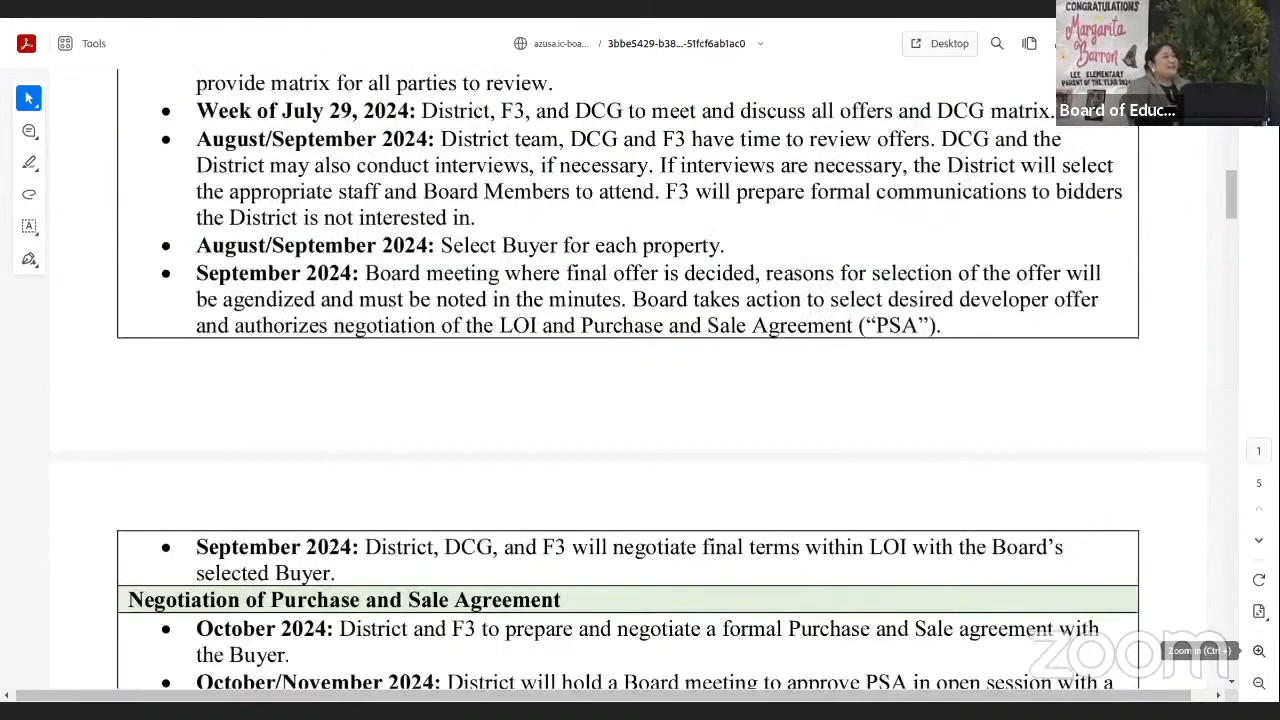 Tools
azusa.ic-boa... / 3bbe5429-b38...-51fcf6ab1ac0
Desktop
CONGRATULATIONS
Margarita
Barron
LEE ELEMENTARY
PARENT OF THE YEAR 2024
Board of Educ...
provide matrix for all parties to review.
• Week of July 29, 2024: District, F3, and DCG to meet and discuss all offers and DCG matrix.
• August/September 2024: District team, DCG and F3 have time to review offers. DCG and the
District may also conduct interviews, if necessary. If interviews are necessary, the District will select
the appropriate staff and Board Members to attend. F3 will prepare formal communications to bidders
the District is not interested in.
• August/September 2024: Select Buyer for each property.
• September 2024: Board meeting where final offer is decided, reasons for selection of the offer will
be agendized and must be noted in the minutes. Board takes action to select desired developer offer
and authorizes negotiation of the LOI and Purchase and Sale Agreement (“PSA”).
1
5
• September 2024: District, DCG, and F3 will negotiate final terms within LOI with the Board’s
selected Buyer.
Negotiation of Purchase and Sale Agreement
• October 2024: District and F3 to prepare and negotiate a formal Purchase and Sale agreement with
the Buyer.
zoom
Zoom in (Ctrl +)
• October/November 2024: District will hold a Board meeting to approve PSA in open session with a